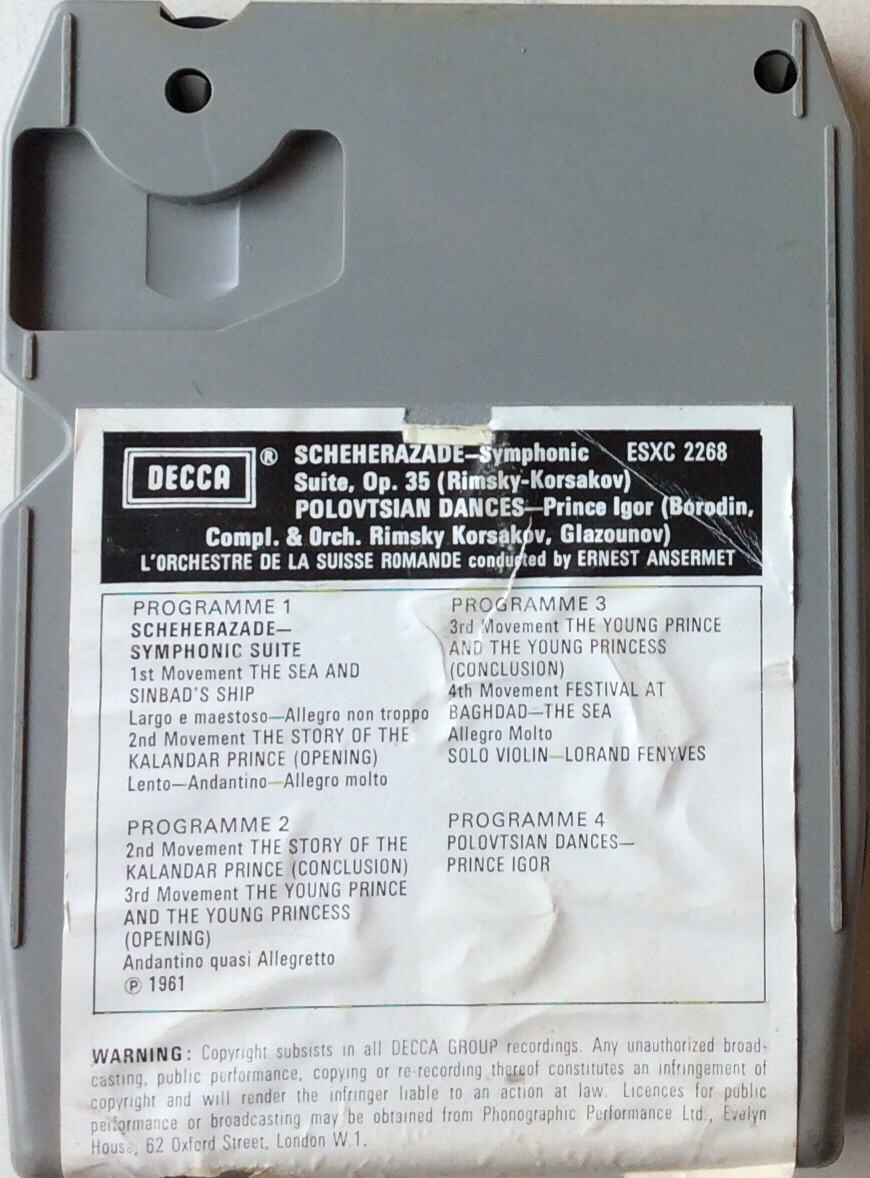 DECCA ®
SCHEHERAZADE—Symphonic ESXC 2268
Suite, Op. 35 (Rimsky-Korsakov)
POLOVTSIAN DANCES—Prince Igor (Borodin,
Compl. & Orch. Rimsky Korsakov, Glazounov)
L'ORCHESTRE DE LA SUISSE ROMANDE conducted by ERNEST ANSERMET
PROGRAMME 1
SCHEHERAZADE—
SYMPHONIC SUITE
1st Movement THE SEA AND
SINBAD'S SHIP
Largo e maestoso—Allegro non troppo
2nd Movement THE STORY OF THE
KALANDAR PRINCE (OPENING)
Lento—Andantino—Allegro molto
PROGRAMME 2
2nd Movement THE STORY OF THE
KALANDAR PRINCE (CONCLUSION)
3rd Movement THE YOUNG PRINCE
AND THE YOUNG PRINCESS
(OPENING)
Andantino quasi Allegretto
℗ 1961
PROGRAMME 3
3rd Movement THE YOUNG PRINCE
AND THE YOUNG PRINCESS
(CONCLUSION)
4th Movement FESTIVAL AT
BAGHDAD—THE SEA
Allegro Molto
SOLO VIOLIN—LORAND FENYVES
PROGRAMME 4
POLOVTSIAN DANCES—
PRINCE IGOR
WARNING: Copyright subsists in all DECCA GROUP recordings. Any unauthorized broad-
casting, public performance, copying or re-recording thereof constitutes an infringement of
copyright and will render the infringer liable to an action at law. Licences for public
performance or broadcasting may be obtained from Phonographic Performance Ltd., Evelyn
House, 62 Oxford Street, London W.1.